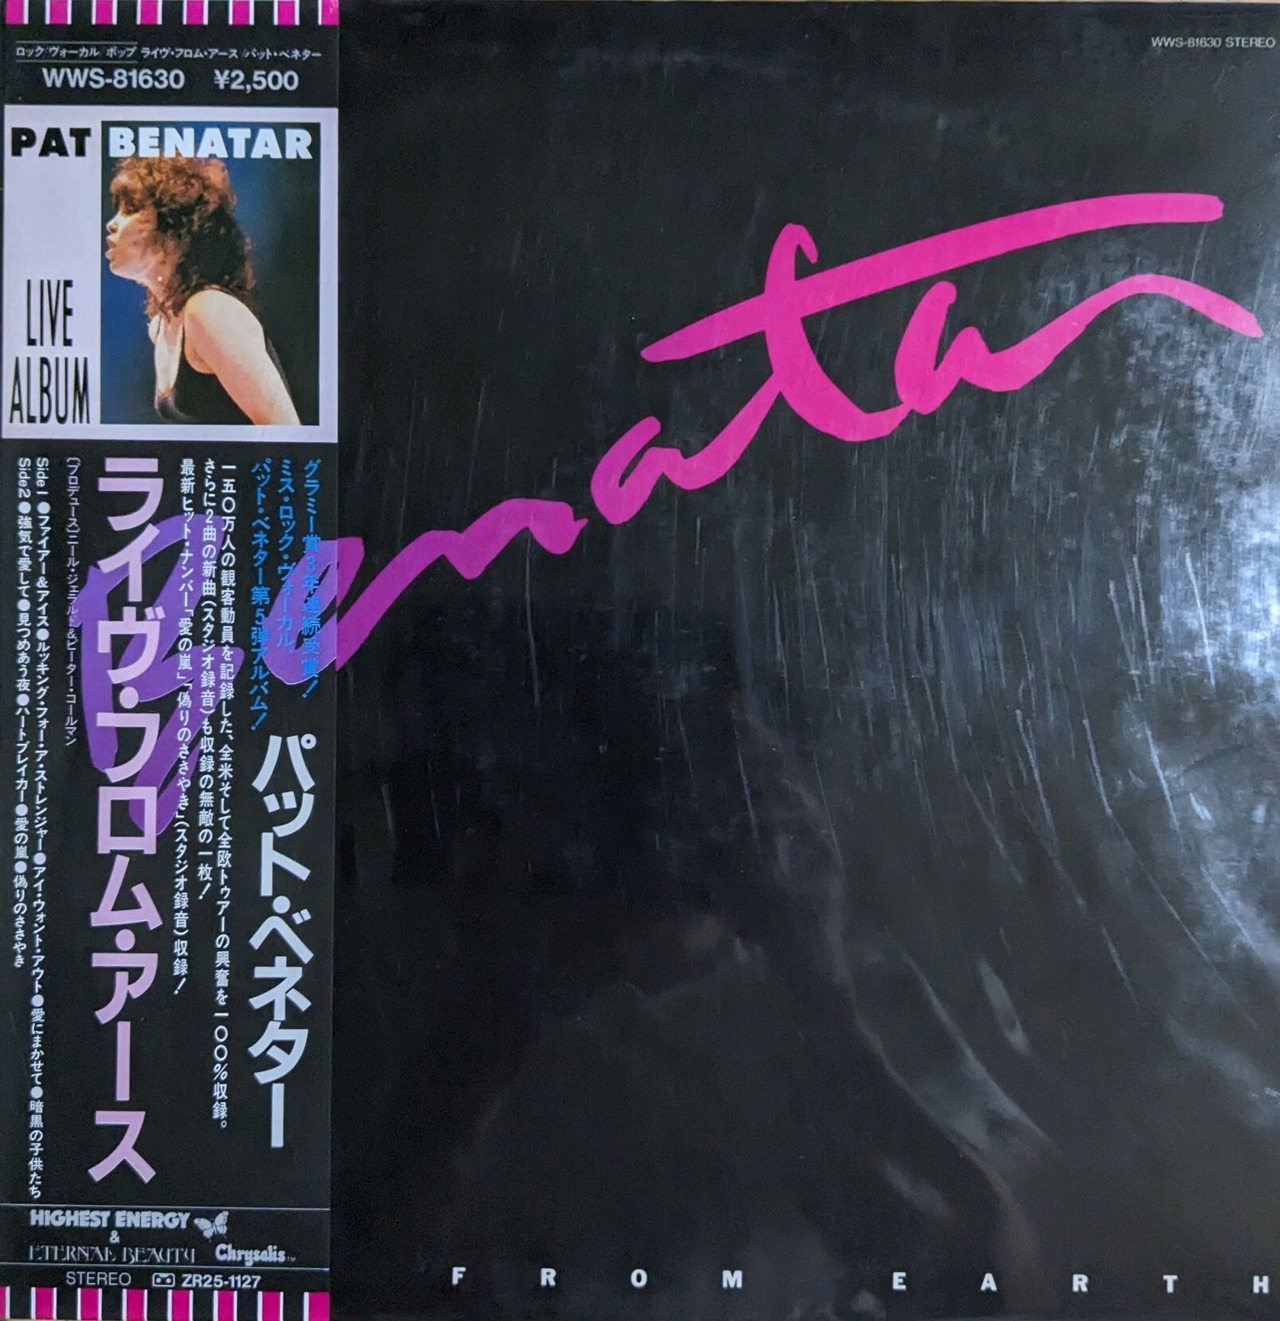 ロック ヴォーカル ポップ ライヴ・フロム・アース パット・ベネター
WWS-81630 ¥2,500
WWS-81630 STEREO
PAT BENATAR
LIVE
ALBUM
Benatar
グラミー賞3年連続受賞!
ミス・ロック・ヴォーカル、
パット・ベネター第5弾アルバム!
パット・ベネター
一五〇万人の観客動員を記録した、全米そして全欧トゥアーの興奮を一〇〇%収録。
さらに2曲の新曲(スタジオ録音)も収録の無敵の一枚!
最新ヒット・ナンバー「愛の嵐」「偽りのささやき」(スタジオ録音)収録!
ライヴ・フロム・アース
(プロデュース)ニール・ジェラルド&ピーター・コールマン
Side 1 ●ファイアー&アイス●ルッキング・フォー・ア・ストレンジャー●アイ・ウォント・アウト●愛にまかせて●暗黒の子供たち
Side 2 ●強気で愛して●見つめあう夜●ハートブレイカー●愛の嵐●偽りのささやき
HIGHEST ENERGY
&
ETERNAL BEAUTY Chrysalis™
STEREO ZR25-1127
FROM EARTH